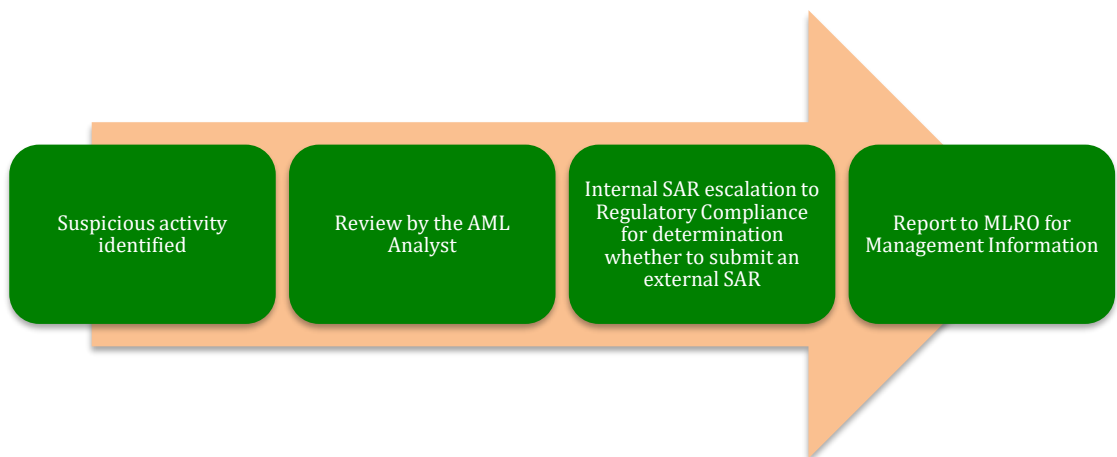 Suspicious activity
identified
Review by the AML
Analyst
Internal SAR escalation to
Regulatory Compliance
for determination
whether to submit an
external SAR
Report to MLRO for
Management Information